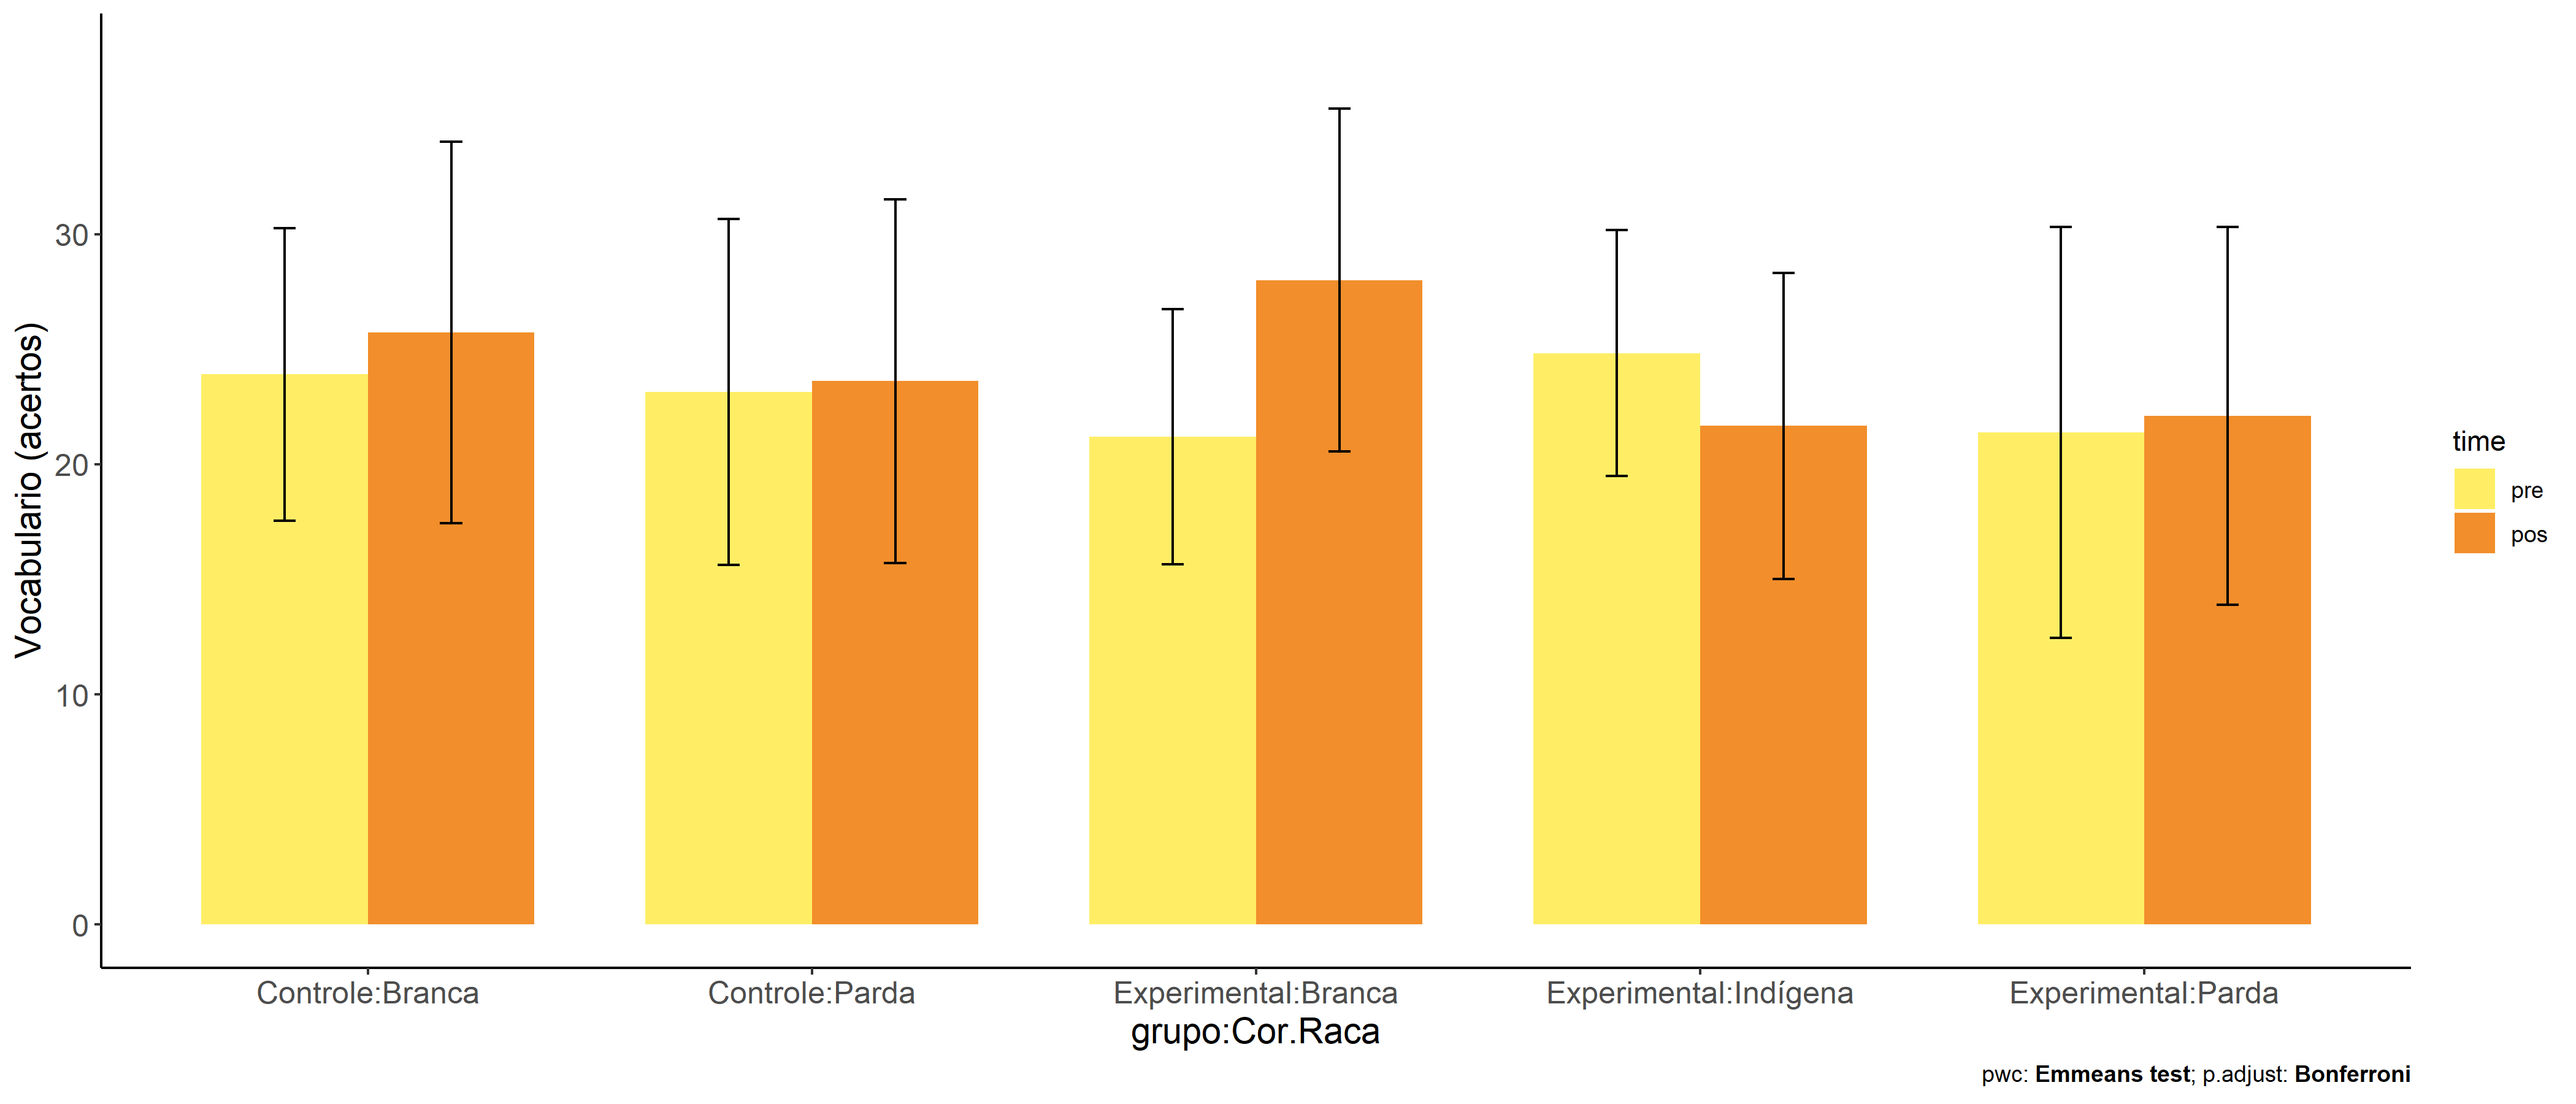 Vocabulario (acertos)
30
20
10
0
Controle:Branca
Controle:Parda
Experimental:Branca
Experimental:Indígena
Experimental:Parda
grupo:Cor.Raca
time
pre
pos
pwc: Emmeans test; p.adjust: Bonferroni